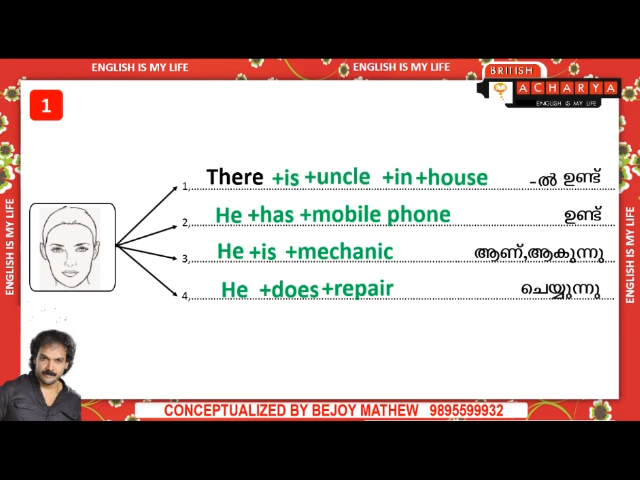 ENGLISH IS MY LIFE
ENGLISH IS MY LIFE
BRITISH
ACHARYA
ENGLISH IS MY LIFE
1
1, There +is +uncle +in +house -ൽ ഉണ്ട്
2, He +has +mobile phone ഉണ്ട്
3, He +is +mechanic ആണ്,ആകുന്നു
4, He +does +repair ചെയ്യുന്നു
ENGLISH IS MY LIFE
ENGLISH IS MY LIFE
CONCEPTUALIZED BY BEJOY MATHEW 9895599932